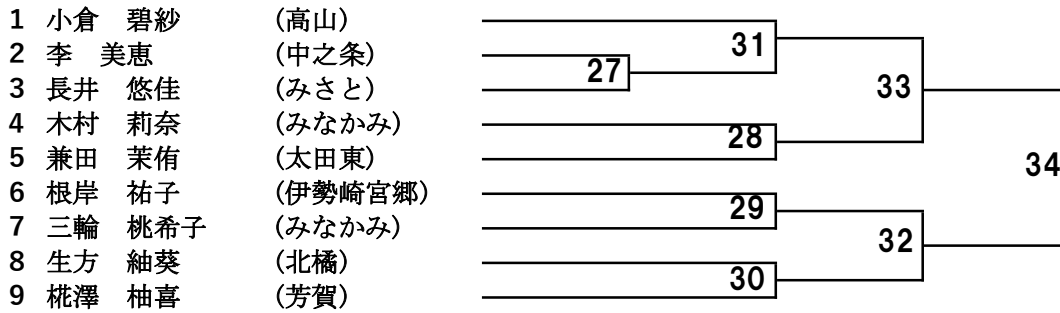 1 小倉 碧紗 (高山)
2 李 美恵 (中之条)
3 長井 悠佳 (みさと)
4 木村 莉奈 (みなかみ)
5 兼田 茉侑 (太田東)
6 根岸 祐子 (伊勢崎宮郷)
7 三輪 桃希子 (みなかみ)
8 生方 紬葵 (北橘)
9 椛澤 柚喜 (芳賀)
31
27
33
28
34
29
32
30